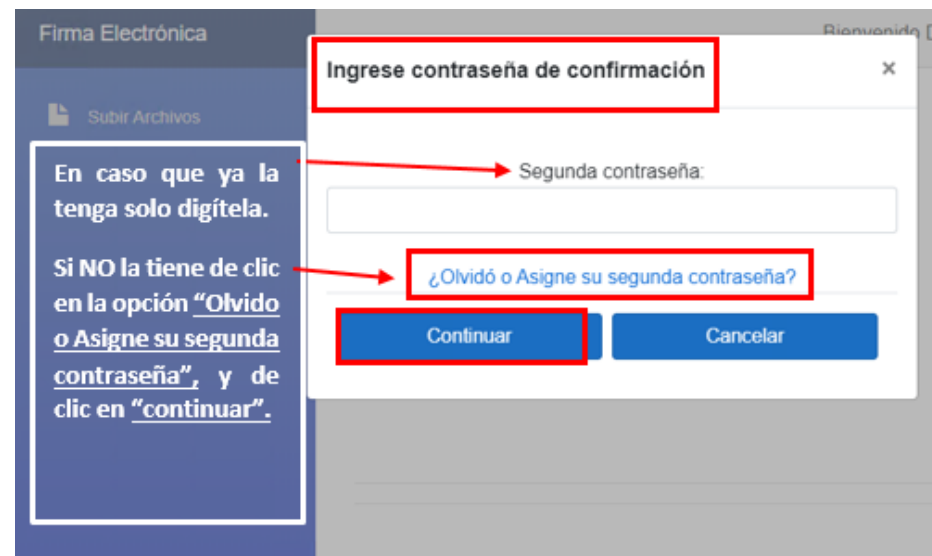 Firma Electrónica
Bienvenido D
Ingrese contraseña de confirmación
×
Subir Archivos
En caso que ya la
tenga solo digítela.
Si NO la tiene de clic
en la opción “Olvido
o Asigne su segunda
contraseña”, y de
clic en “continuar”.
Segunda contraseña:
¿Olvidó o Asigne su segunda contraseña?
Continuar
Cancelar